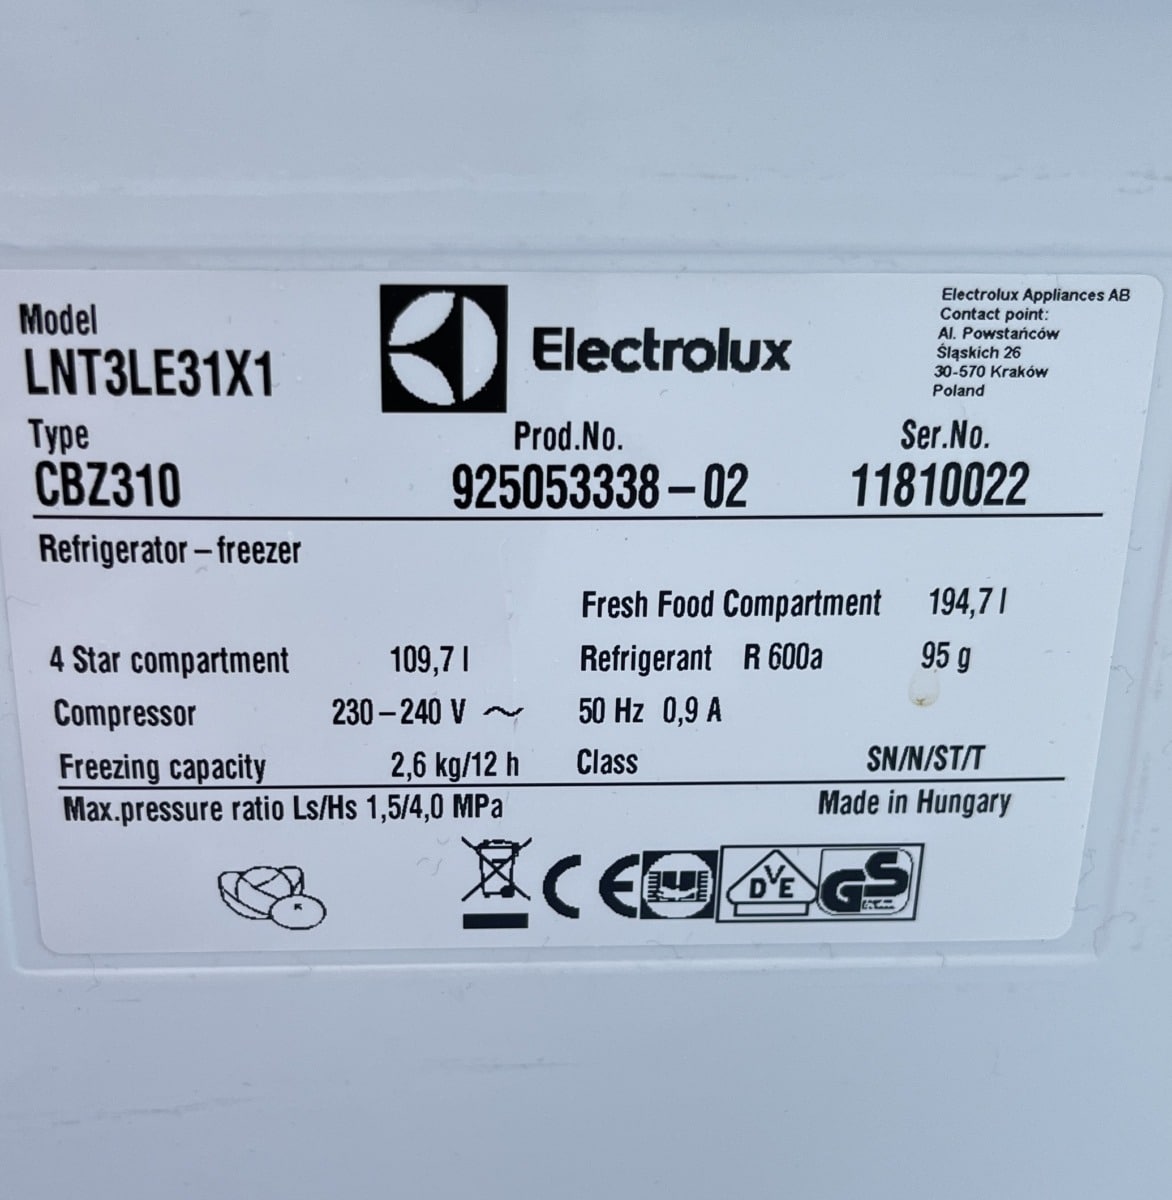 Model
LNT3LE31X1
Electrolux
Electrolux Appliances AB
Contact point:
Al. Powstańców
Śląskich 26
30-570 Kraków
Poland
Type
CBZ310
Prod.No.
925053338-02
Ser.No.
11810022
Refrigerator-freezer
Fresh Food Compartment 194,7 l
4 Star compartment 109,7 l
Refrigerant R 600a 95 g
Compressor 230-240 V ~ 50 Hz 0,9 A
Freezing capacity 2,6 kg/12 h
Class SN/N/ST/T
Max.pressure ratio Ls/Hs 1,5/4,0 MPa
Made in Hungary
CE
DVE
GS